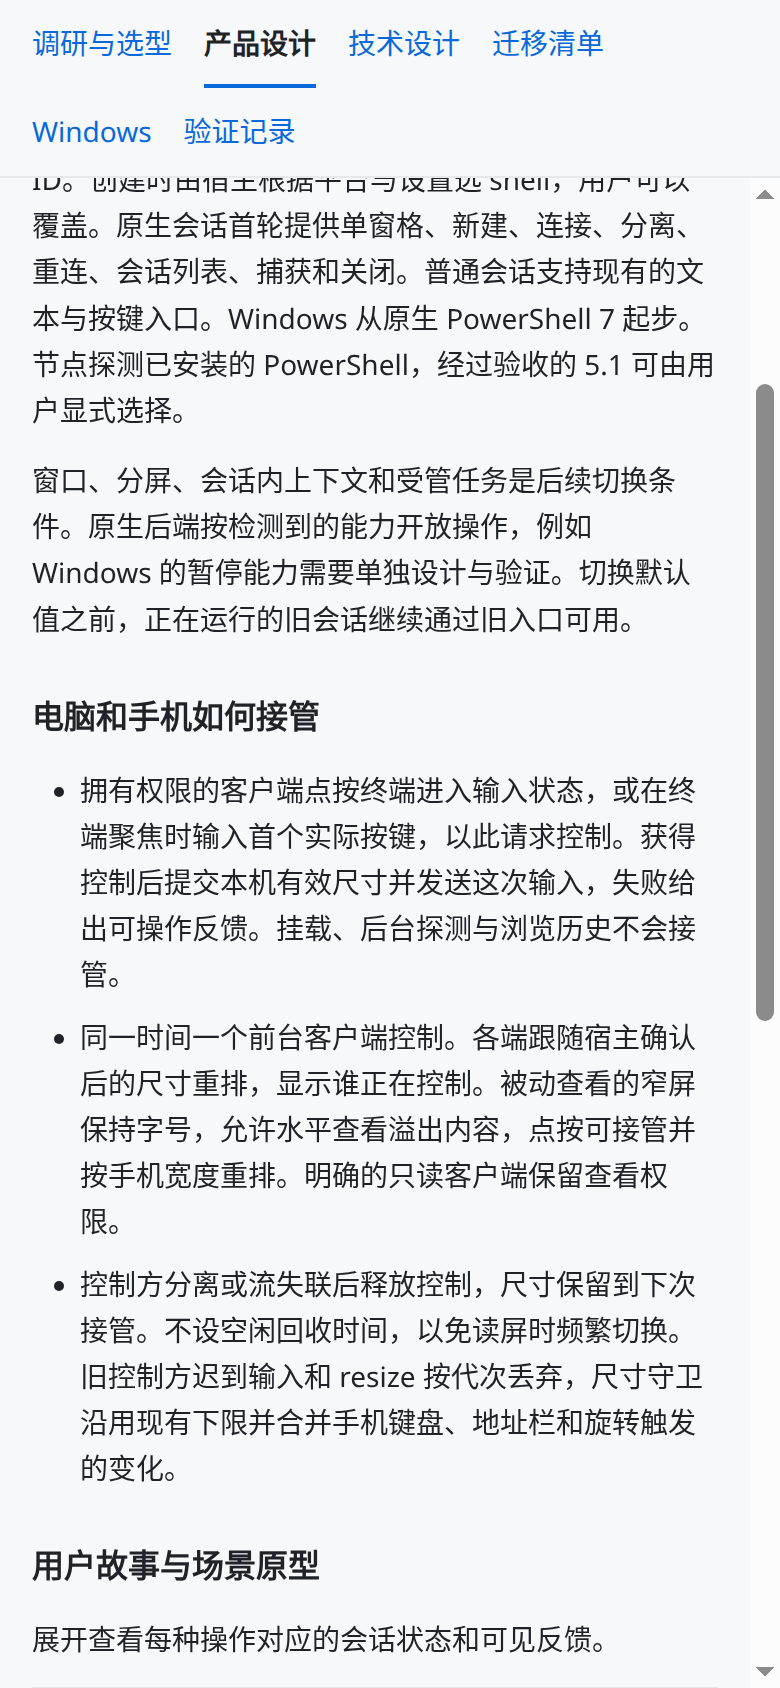 调研与选型 产品设计 技术设计 迁移清单
Windows 验证记录
ID。创建时由宿主根据平台与设置选 shell，用户可以
覆盖。原生会话首轮提供单窗格、新建、连接、分离、
重连、会话列表、捕获和关闭。普通会话支持现有的文
本与按键入口。Windows 从原生 PowerShell 7 起步。
节点探测已安装的 PowerShell，经过验收的 5.1 可由用
户显式选择。
窗口、分屏、会话内上下文和受管任务是后续切换条
件。原生后端按检测到的能力开放操作，例如
Windows 的暂停能力需要单独设计与验证。切换默认
值之前，正在运行的旧会话继续通过旧入口可用。
电脑和手机如何接管
拥有权限的客户端点按终端进入输入状态，或在终
端聚焦时输入首个实际按键，以此请求控制。获得
控制后提交本机有效尺寸并发送这次输入，失败给
出可操作反馈。挂载、后台探测与浏览历史不会接
管。
同一时间一个前台客户端控制。各端跟随宿主确认
后的尺寸重排，显示谁正在控制。被动查看的窄屏
保持字号，允许水平查看溢出内容，点按可接管并
按手机宽度重排。明确的只读客户端保留查看权
限。
控制方分离或流失联后释放控制，尺寸保留到下次
接管。不设空闲回收时间，以免读屏时频繁切换。
旧控制方迟到输入和 resize 按代次丢弃，尺寸守卫
沿用现有下限并合并手机键盘、地址栏和旋转触发
的变化。
用户故事与场景原型
展开查看每种操作对应的会话状态和可见反馈。